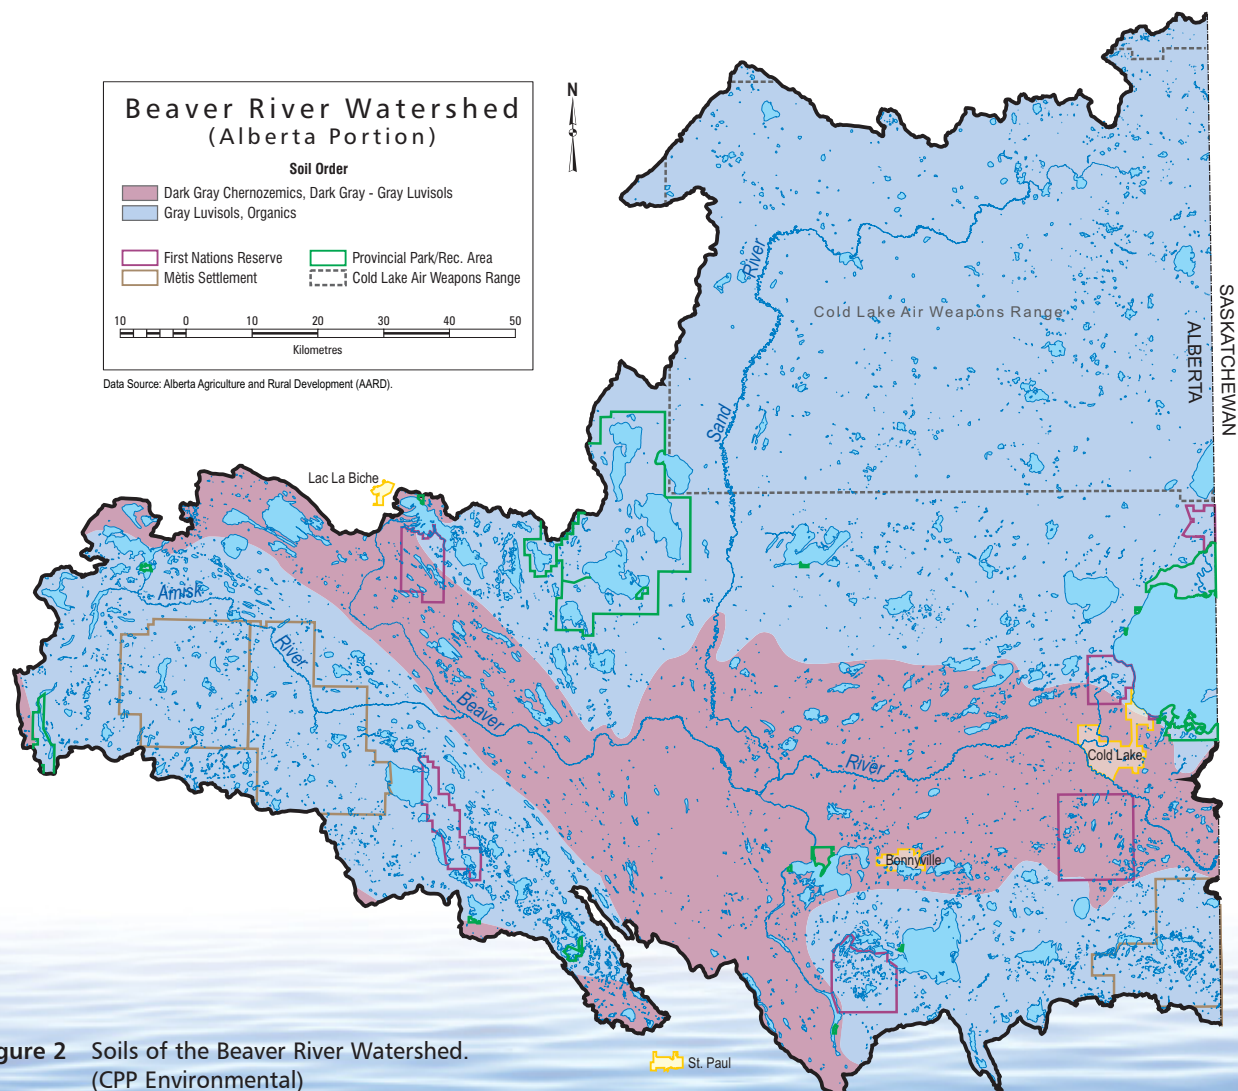 Beaver River Watershed
(Alberta Portion)
Soil Order
Dark Gray Chernozemics, Dark Gray - Gray Luvisols
Gray Luvisols, Organics
First Nations Reserve
Provincial Park/Rec. Area
Mètis Settlement
Cold Lake Air Weapons Range
10 0 10 20 30 40 50
Kilometres
Data Source: Alberta Agriculture and Rural Development (AARD).
N
River
Cold Lake Air Weapons Range
SASKATCHEWAN
ALBERTA
Sand
Lac La Biche
Amisk
River
Beaver
River
Cold Lake
Bonnyville
St. Paul
gure 2 Soils of the Beaver River Watershed.
(CPP Environmental)